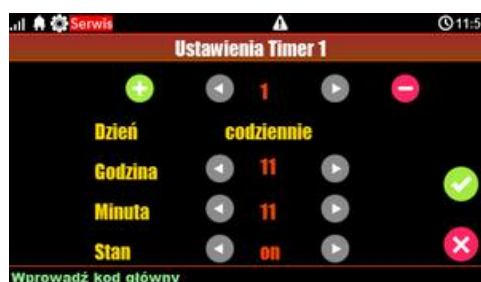 Serwis 11:5
Ustawienia Timer 1
1
Dzień codziennie
Godzina 11
Minuta 11
Stan on
Wprowadź kod główny